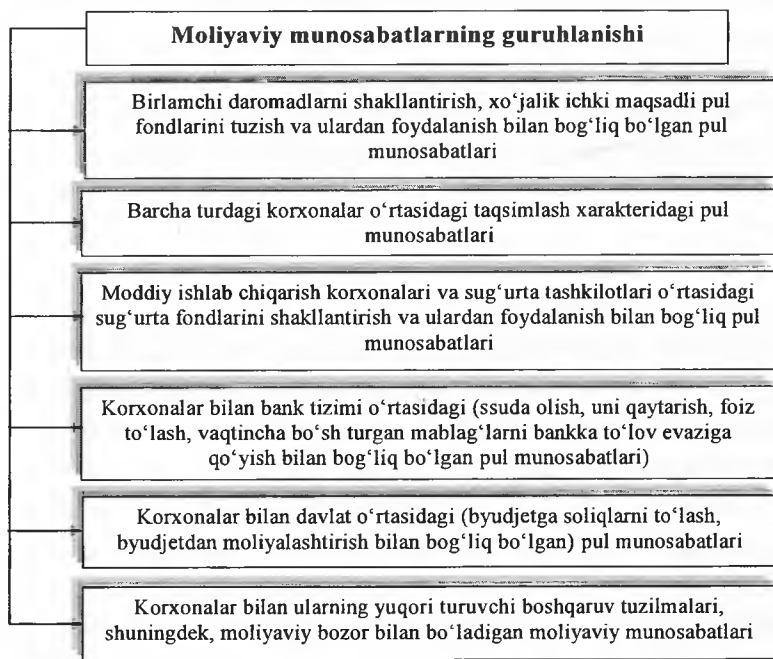 Moliyaviy munosabatlarning guruhlanishi
Birlamchi daromadlarni shakllantirish, xo‘jalik ichki maqsadli pul
fondlarini tuzish va ulardan foydalanish bilan bog‘liq bo‘lgan pul
munosabatlari
Barcha turdagi korxonalar o‘rtasidagi taqsimlash xarakteridagi pul
munosabatlari
Moddiy ishlab chiqarish korxonalari va sug‘urta tashkilotlari o‘rtasidagi
sug‘urta fondlarini shakllantirish va ulardan foydalanish bilan bog‘liq pul
munosabatlari
Korxonalar bilan bank tizimi o‘rtasidagi (ssuda olish, uni qaytarish, foiz
to‘lash, vaqtincha bo‘sh turgan mablag‘larni bankka to‘lov evaziga
qo‘yish bilan bog‘liq bo‘lgan pul munosabatlari)
Korxonalar bilan davlat o‘rtasidagi (byudjetga soliqlarni to‘lash,
byudjetdan moliyalashtirish bilan bog‘liq bo‘lgan) pul munosabatlari
Korxonalar bilan ularning yuqori turuvchi boshqaruv tuzilmalari,
shuningdek, moliyaviy bozor bilan bo‘ladigan moliyaviy munosabatlari